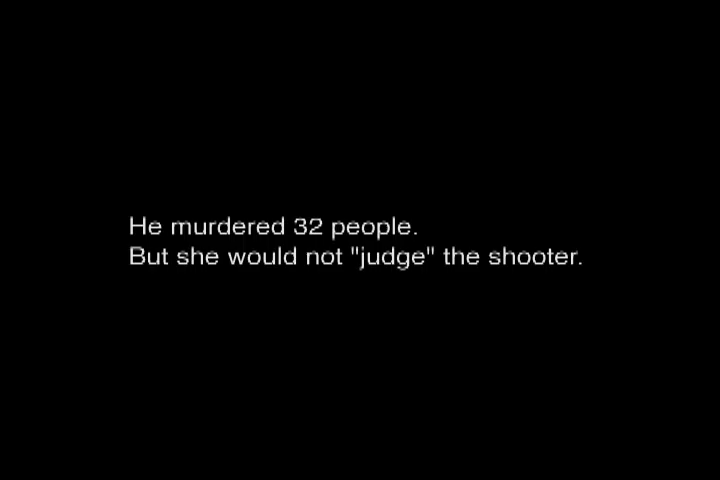 He murdered 32 people.
But she would not "judge" the shooter.